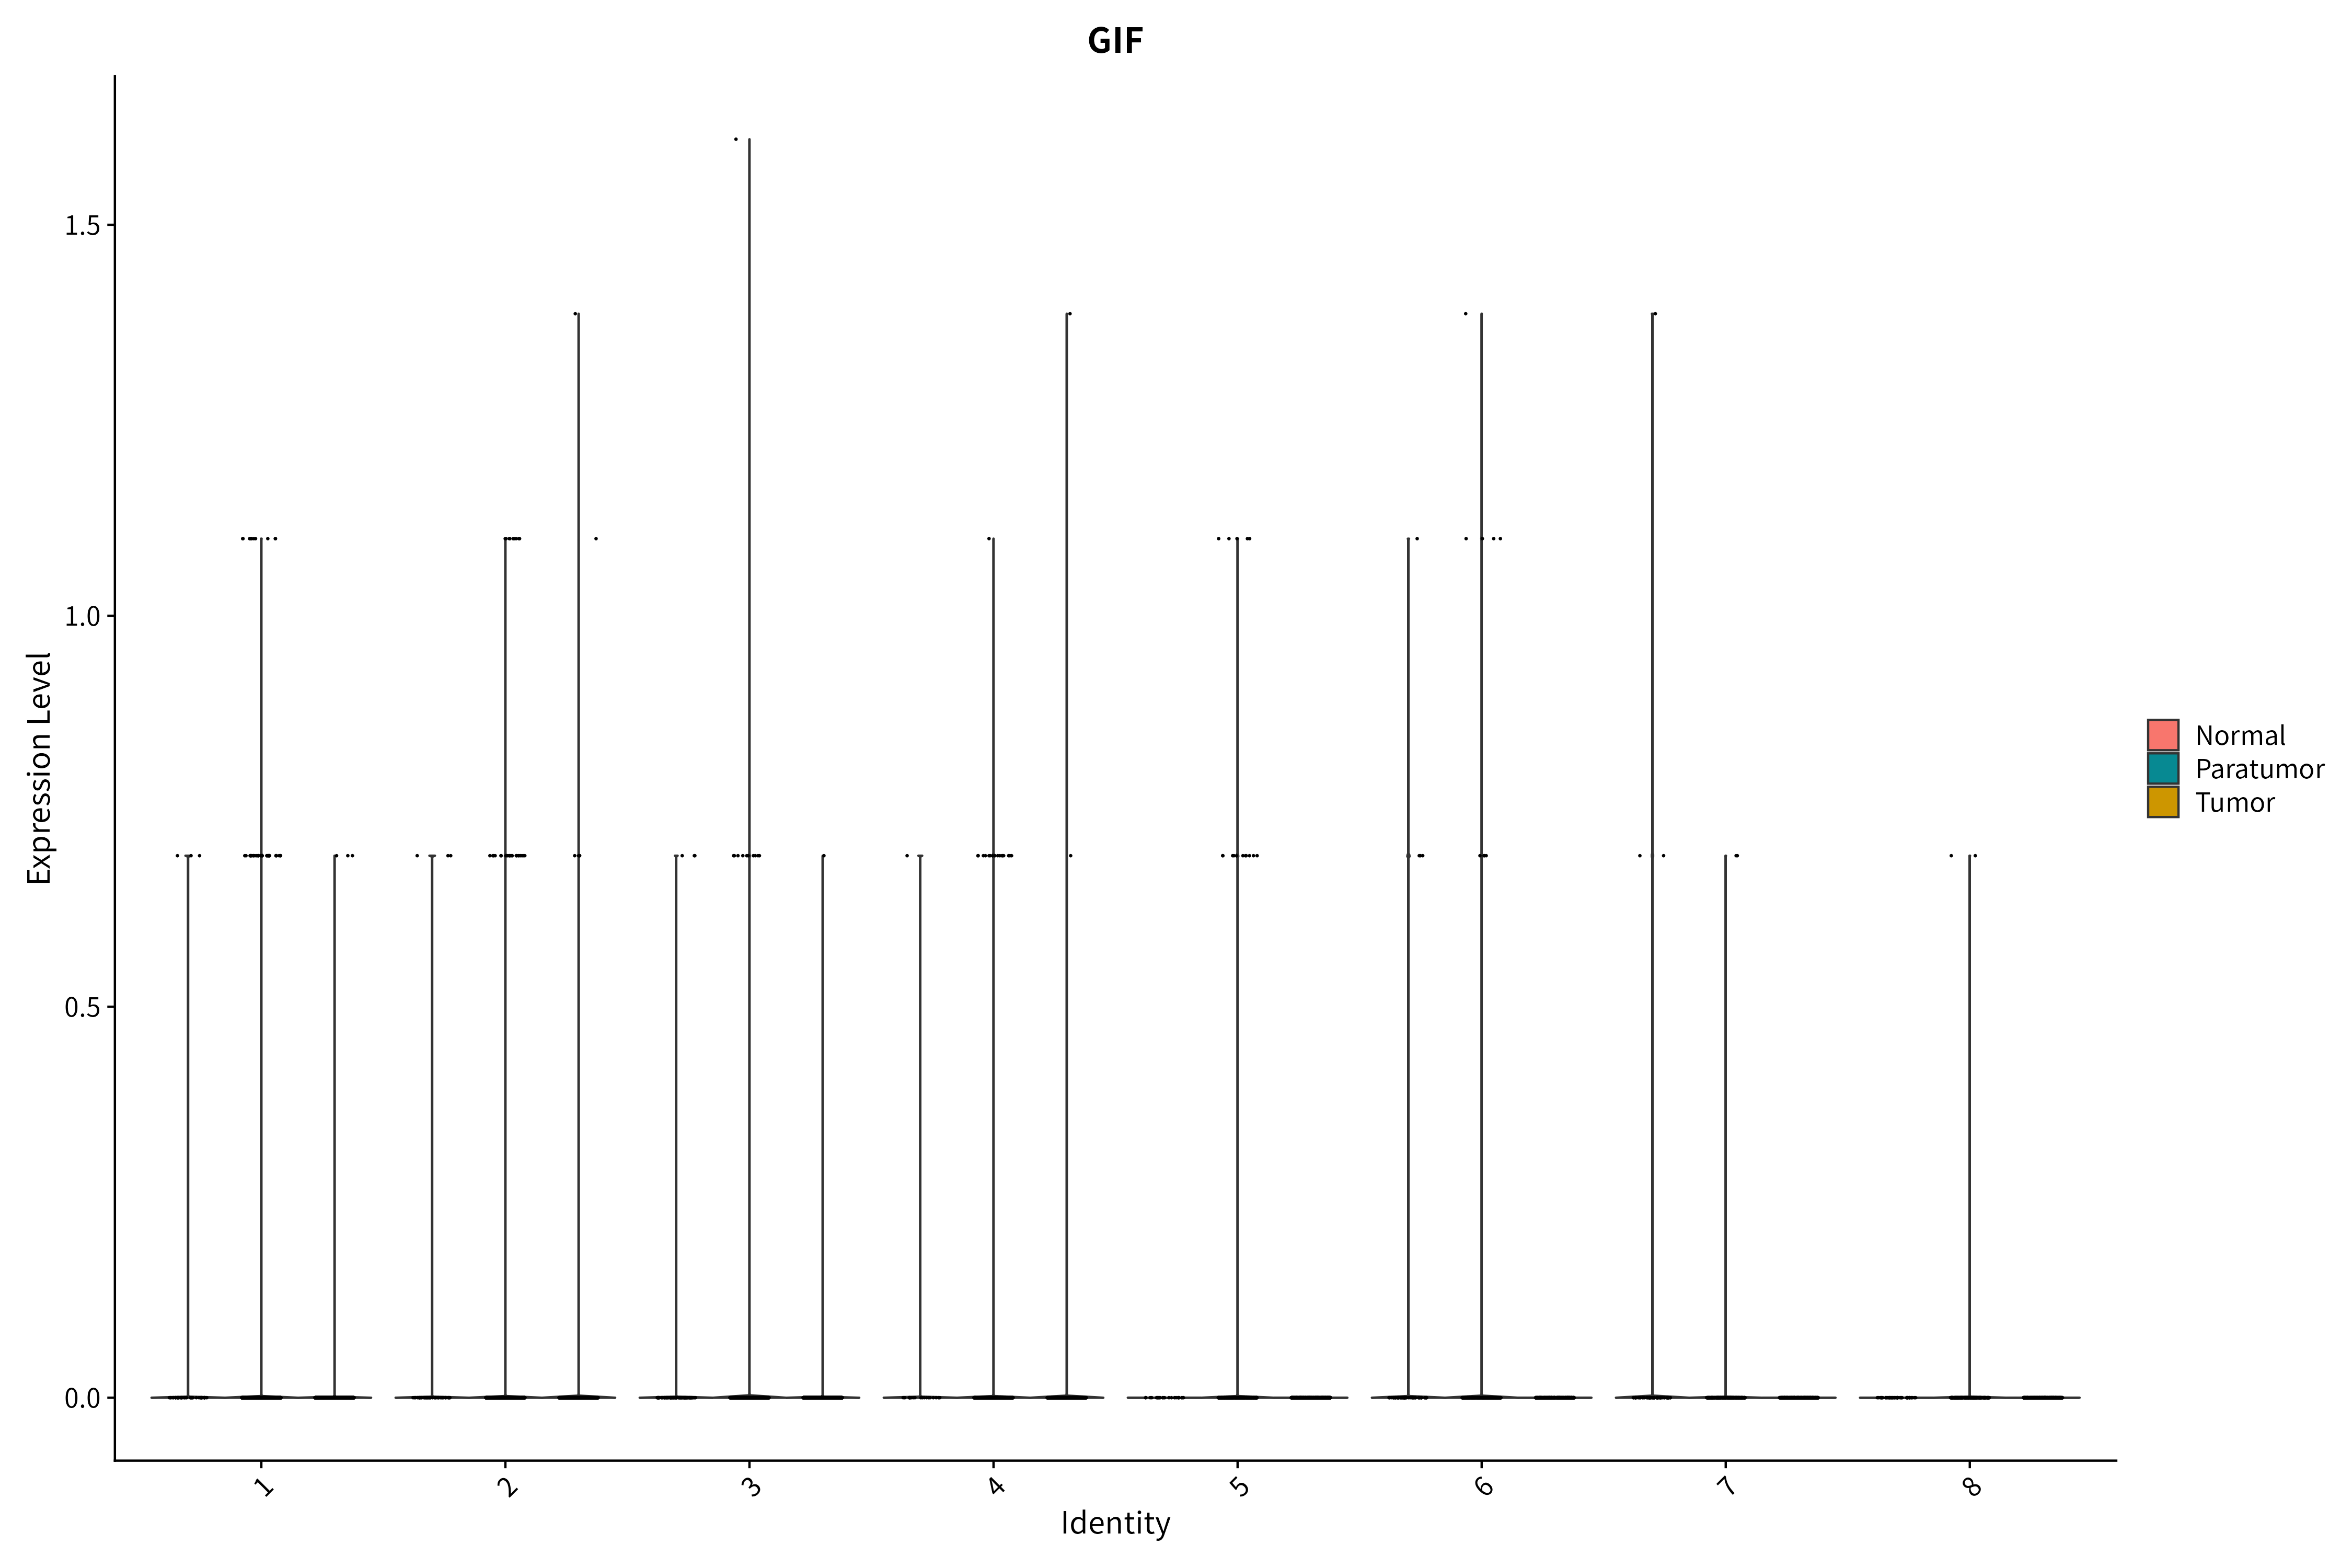 GIF
Expression Level
1.5
1.0
0.5
0.0
1
2
3
4
5
6
7
8
Identity
Normal
Paratumor
Tumor